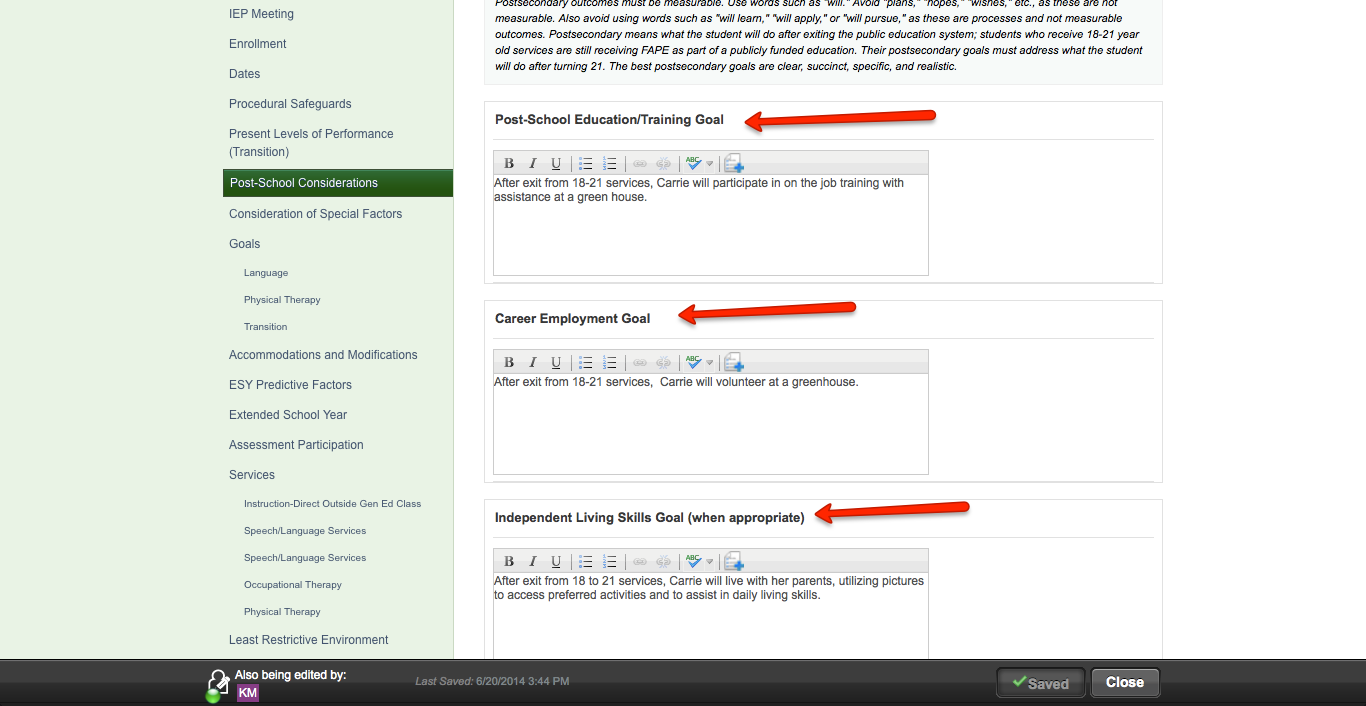 IEP Meeting
Enrollment
Dates
Procedural Safeguards
Present Levels of Performance
(Transition)
Post-School Considerations
Consideration of Special Factors
Goals
Language
Physical Therapy
Transition
Accommodations and Modifications
ESY Predictive Factors
Extended School Year
Assessment Participation
Services
Instruction-Direct Outside Gen Ed Class
Speech/Language Services
Speech/Language Services
Occupational Therapy
Physical Therapy
Least Restrictive Environment
Postsecondary outcomes must be measurable. Use words such as "will." Avoid "plans," "hopes," "wishes," etc., as these are not
measurable. Also avoid using words such as "will learn," "will apply," or "will pursue," as these are processes and not measurable
outcomes. Postsecondary means what the student will do after exiting the public education system; students who receive 18-21 year
old services are still receiving FAPE as part of a publicly funded education. Their postsecondary goals must address what the student
will do after turning 21. The best postsecondary goals are clear, succinct, specific, and realistic.
Post-School Education/Training Goal
B I U ABC
After exit from 18-21 services, Carrie will participate in on the job training with
assistance at a green house.
Career Employment Goal
B I U ABC
After exit from 18-21 services,  Carrie will volunteer at a greenhouse.
Independent Living Skills Goal (when appropriate)
B I U ABC
After exit from 18 to 21 services, Carrie will live with her parents, utilizing pictures
to access preferred activities and to assist in daily living skills.
Also being edited by:
KM
Last Saved: 6/20/2014 3:44 PM
Saved
Close